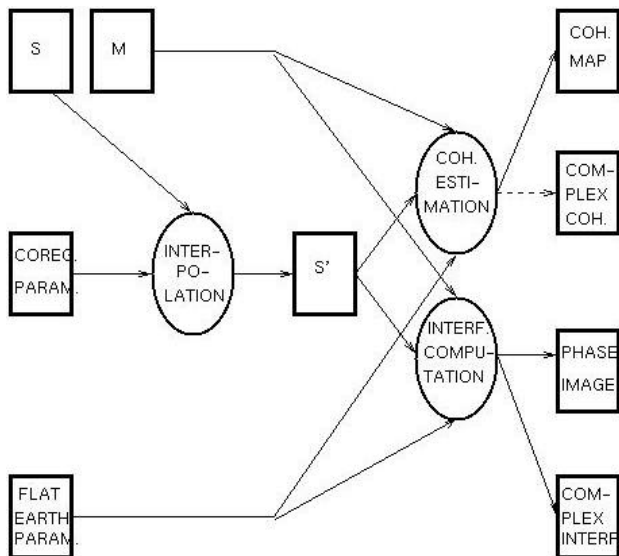 S
M
COH.
MAP
COH.
ESTI-
MATION
COM-
PLEX
COH.
COREG.
PARAM.
INTER-
PO-
LATION
S'
INTERF.
COMPU-
TATION
PHASE
IMAGE
FLAT
EARTH
PARAM.
COM-
PLEX
INTERF